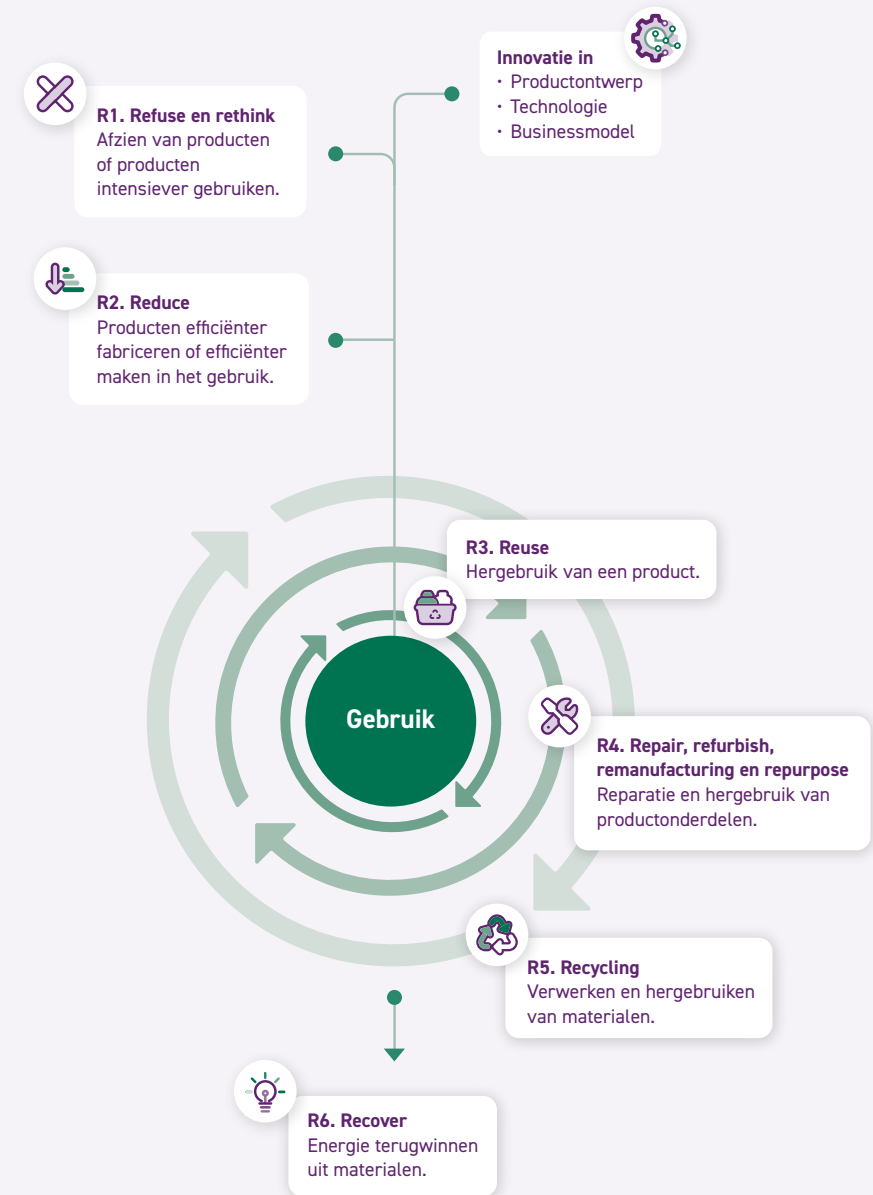 Innovatie in
· Productontwerp
· Technologie
· Businessmodel
R1. Refuse en rethink
Afzien van producten
of producten
intensiever gebruiken.
R2. Reduce
Producten efficiënter
fabriceren of efficiënter
maken in het gebruik.
R3. Reuse
Hergebruik van een product.
Gebruik
R4. Repair, refurbish,
remanufacturing en repurpose
Reparatie en hergebruik van
productonderdelen.
R5. Recycling
Verwerken en hergebruiken
van materialen.
R6. Recover
Energie terugwinnen
uit materialen.